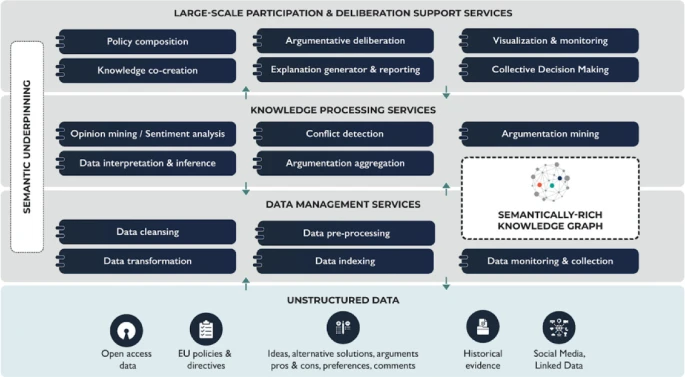 LARGE-SCALE PARTICIPATION & DELIBERATION SUPPORT SERVICES
Policy composition
Argumentative deliberation
Visualization & monitoring
Knowledge co-creation
Explanation generator & reporting
Collective Decision Making
SEMANTIC UNDERPINNING
KNOWLEDGE PROCESSING SERVICES
Opinion mining / Sentiment analysis
Conflict detection
Argumentation mining
Data interpretation & inference
Argumentation aggregation
SEMANTICALLY-RICH
KNOWLEDGE GRAPH
DATA MANAGEMENT SERVICES
Data cleansing
Data pre-processing
Data transformation
Data indexing
Data monitoring & collection
UNSTRUCTURED DATA
Open access
data
EU policies &
directives
Ideas, alternative solutions, arguments
pros & cons, preferences, comments
Historical
evidence
Social Media,
Linked Data